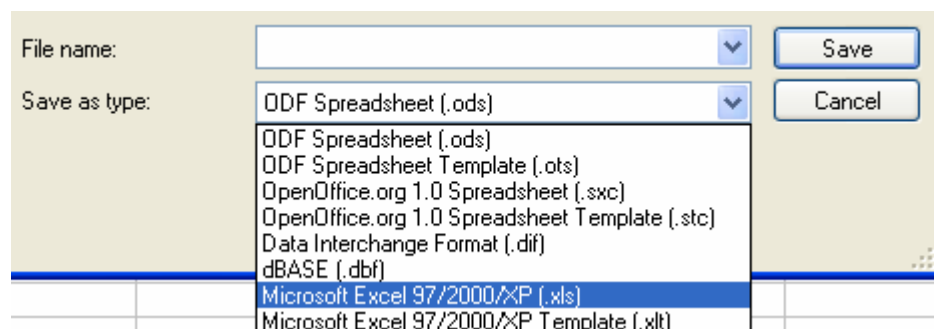 File name:
Save
Save as type:
ODF Spreadsheet (.ods)
Cancel
ODF Spreadsheet (.ods)
ODF Spreadsheet Template (.ots)
OpenOffice.org 1.0 Spreadsheet (.sxc)
OpenOffice.org 1.0 Spreadsheet Template (.stc)
Data Interchange Format (.dif)
dBASE (.dbf)
Microsoft Excel 97/2000/XP (.xls)
Microsoft Excel 97/2000/XP Template (.xlt)